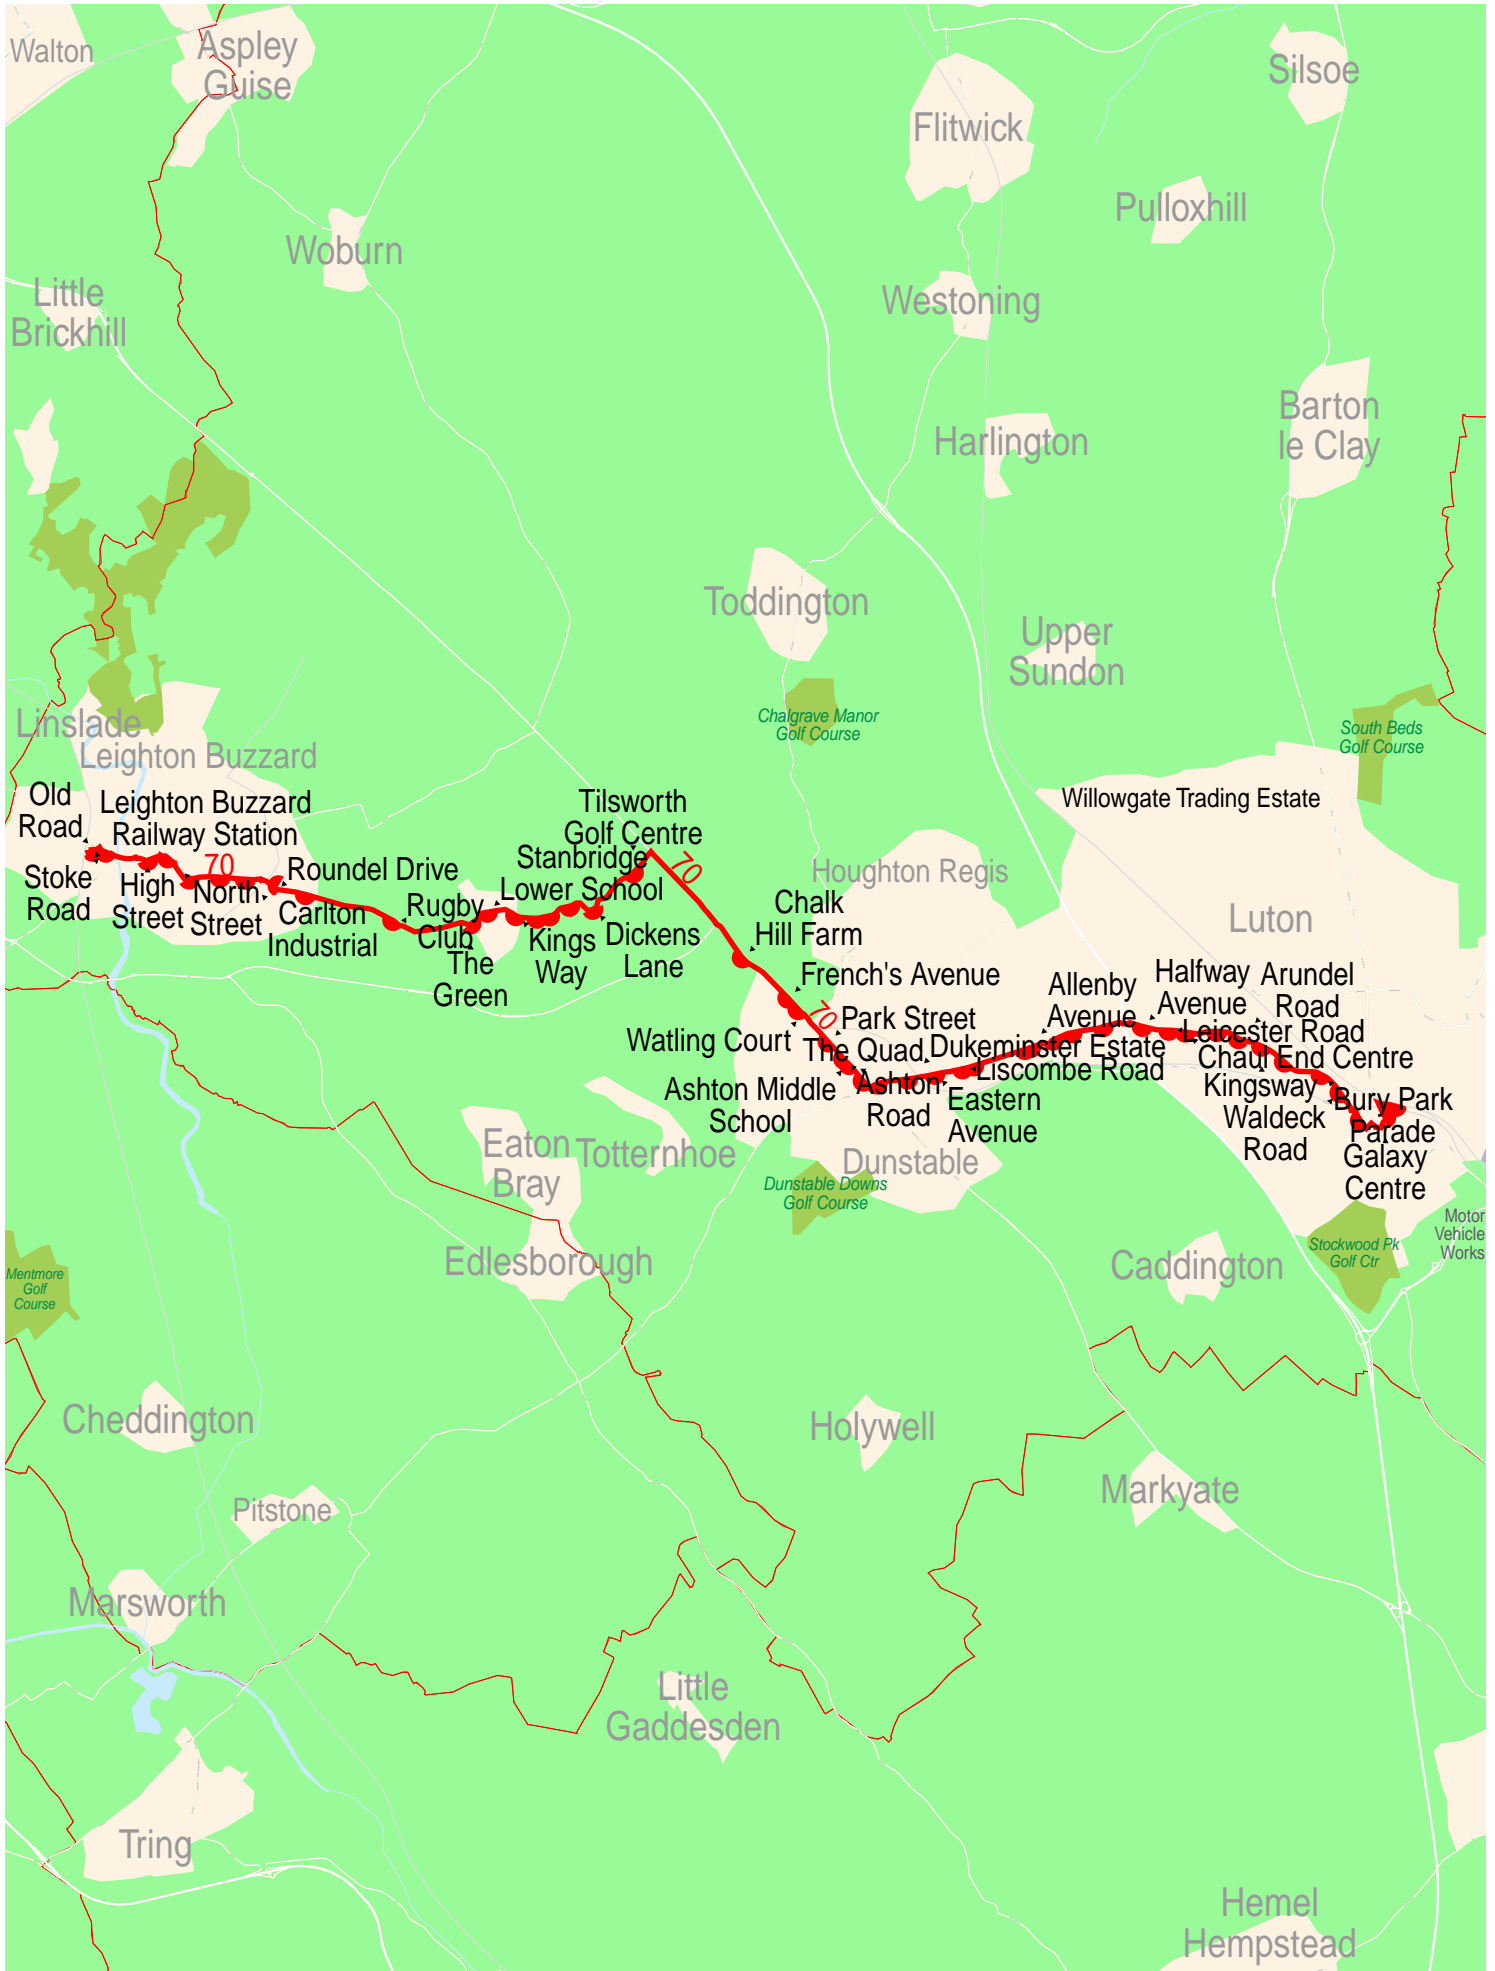 Walton
Aspley
Guise
Silsoe
Flitwick
Pulloxhill
Woburn
Little
Brickhill
Westoning
Barton
le Clay
Harlington
Toddington
Upper
Sundon
Linslade
Leighton Buzzard
Chalgrave Manor
Golf Course
South Beds
Golf Course
Old
Road
Leighton Buzzard
Railway Station
Tilsworth
Golf Centre
Willowgate Trading Estate
70
70
Houghton Regis
Luton
Stoke
Road
High
Street
North
Street
Roundel Drive
Carlton
Industrial
Rugby
Club
The
Green
Stanbridge
Lower School
Kings
Way
Dickens
Lane
Chalk
Hill Farm
French's Avenue
70
Park Street
Watling Court
The Quad
Dukeminster Estate
Ashton Middle
School
Ashton
Road
Liscombe Road
Eastern
Avenue
Allenby
Avenue
Halfway
Avenue
Arundel
Road
Leicester Road
Chaul End Centre
Kingsway
Waldeck
Road
Bury Park
Parade
Galaxy
Centre
Eaton
Bray
Totternhoe
Dunstable
Dunstable Downs
Golf Course
Motor
Vehicle
Works
Edlesborough
Caddington
Stockwood Pk
Golf Ctr
Mentmore
Golf
Course
Cheddington
Holywell
Markyate
Pitstone
Marsworth
Little
Gaddesden
Tring
Hemel
Hempstead